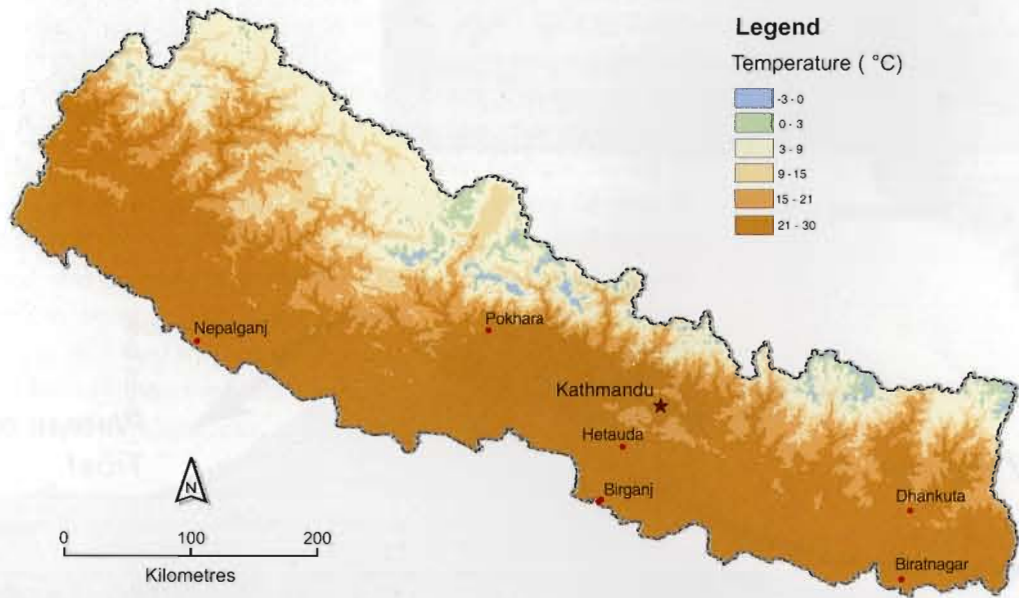 Legend
Temperature ( °C)
-3 - 0
0 - 3
3 - 9
9 - 15
15 - 21
21 - 30
Nepalganj
Pokhara
Kathmandu
Hetauda
Birganj
Dhankuta
Biratnagar
N
0 100 200
Kilometres